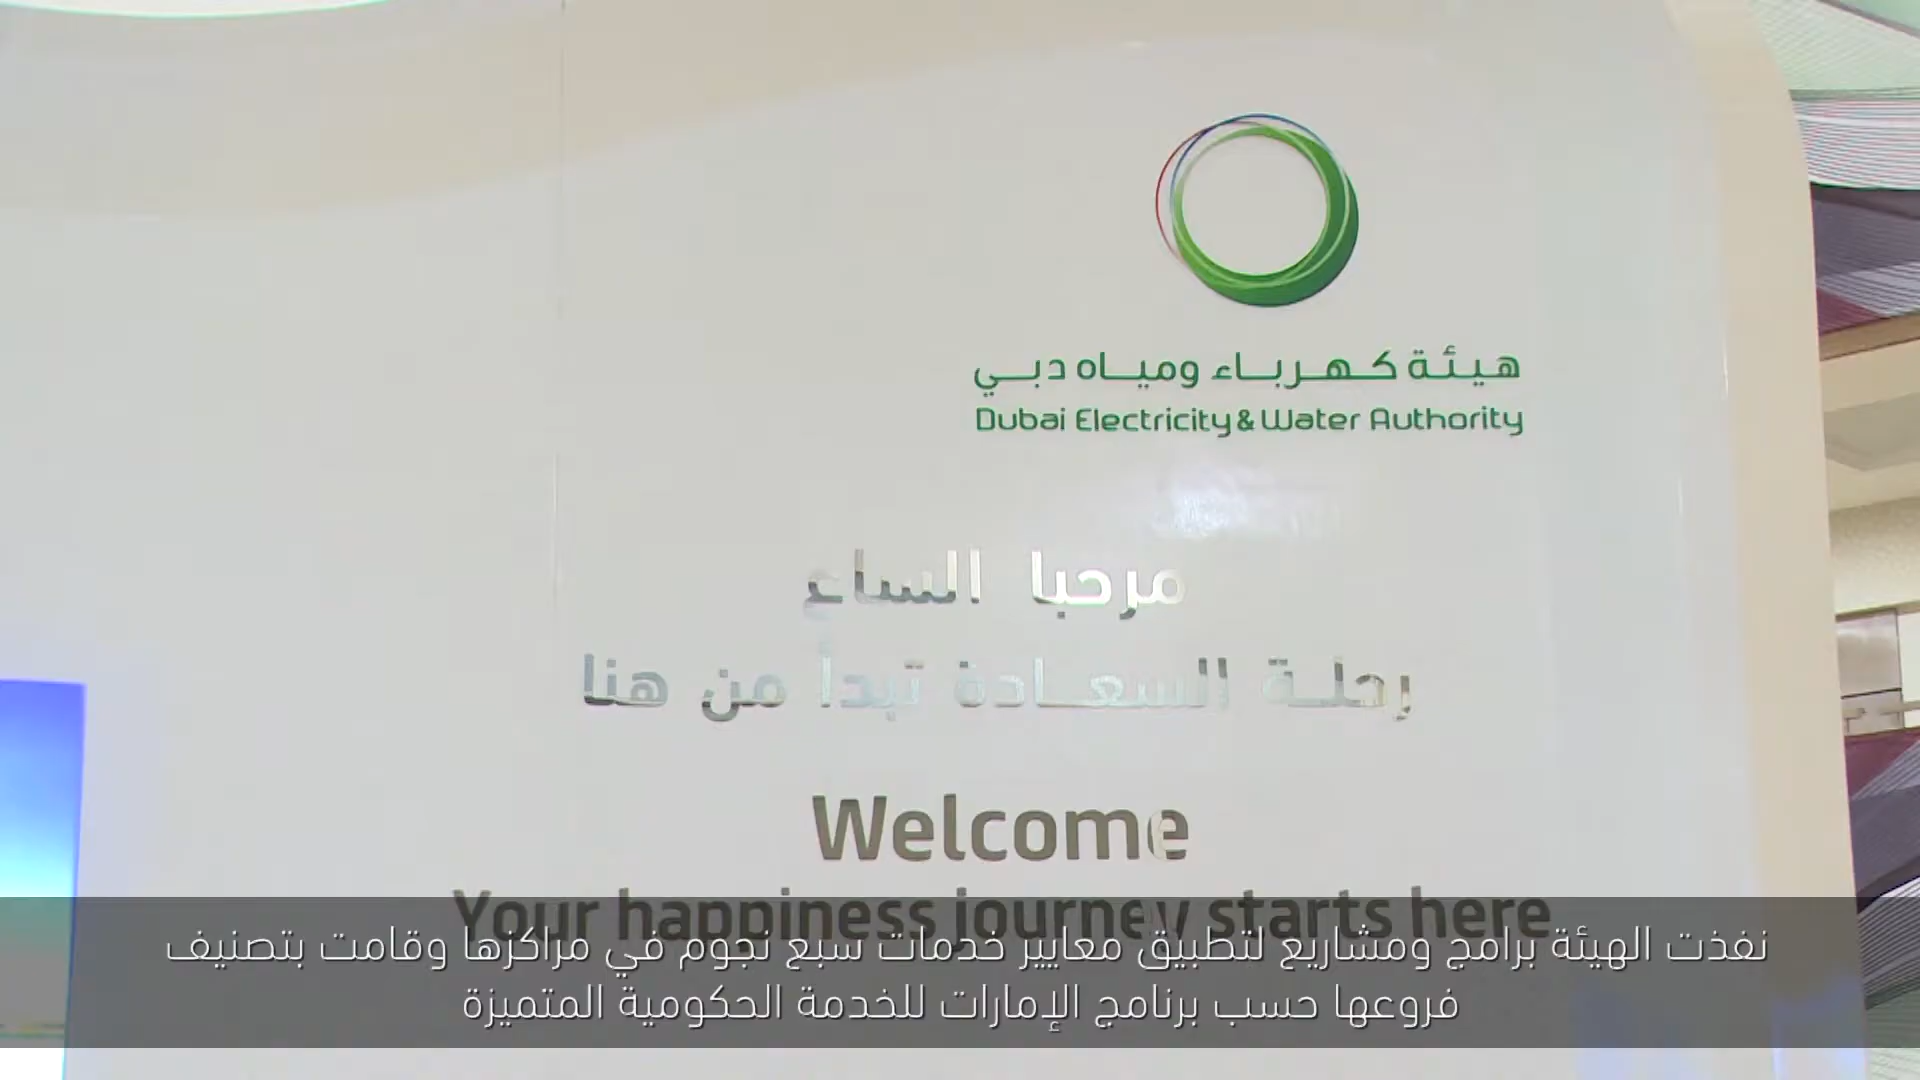 هيئة كهرباء ومياه دبي
Dubai Electricity & Water Authority
مرحبا الساع
رحلة السعادة تبدأ من هنا
Welcome
Your happiness journey starts here
نفذت الهيئة برامج ومشاريع لتطبيق معايير خدمات سبع نجوم في مراكزها وقامت بتصنيف
فروعها حسب برنامج الإمارات للخدمة الحكومية المتميزة